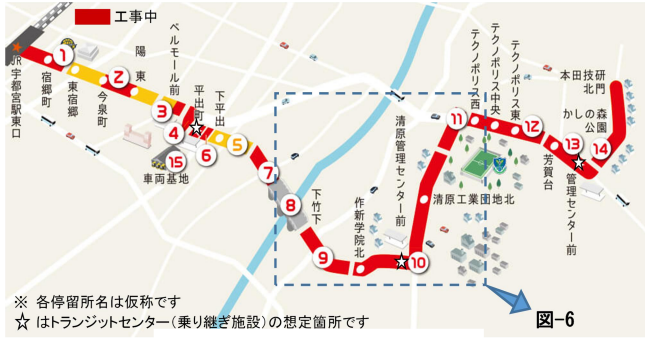 工事中
JR宇都宮駅東口
1
宿郷町
東宿郷
2
今泉町
陽東
3
ベルモール前
4
平出町
15
車両基地
6
下平出
5
7
8
下竹下
9
作新学院北
清原管理センター前
10
11
テクノポリス西
テクノポリス中央
テクノポリス東
12
清原工業団地北
芳賀台
13
管理センター前
14
かしの森
公園
本田技研
北門
※ 各停留所名は仮称です
☆ はトランジットセンター(乗り継ぎ施設)の想定箇所です
図-6